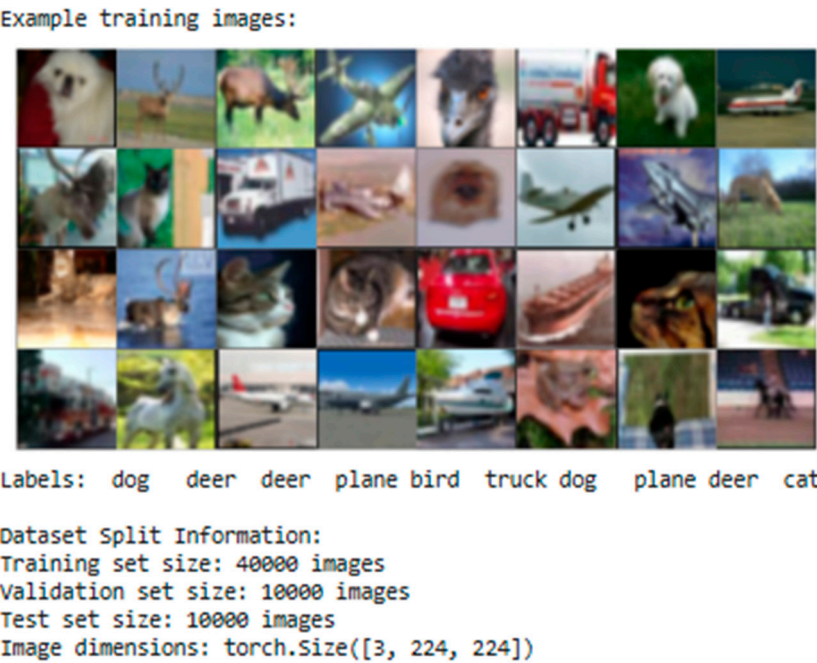 Example training images:
Labels:  dog   deer  deer  plane bird  truck dog   plane deer  cat
Dataset Split Information:
Training set size: 40000 images
Validation set size: 10000 images
Test set size: 10000 images
Image dimensions: torch.Size([3, 224, 224])